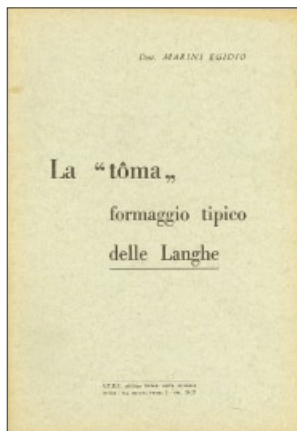 Dott. MARINI EGIDIO
La “tôma„
formaggio tipico
delle Langhe